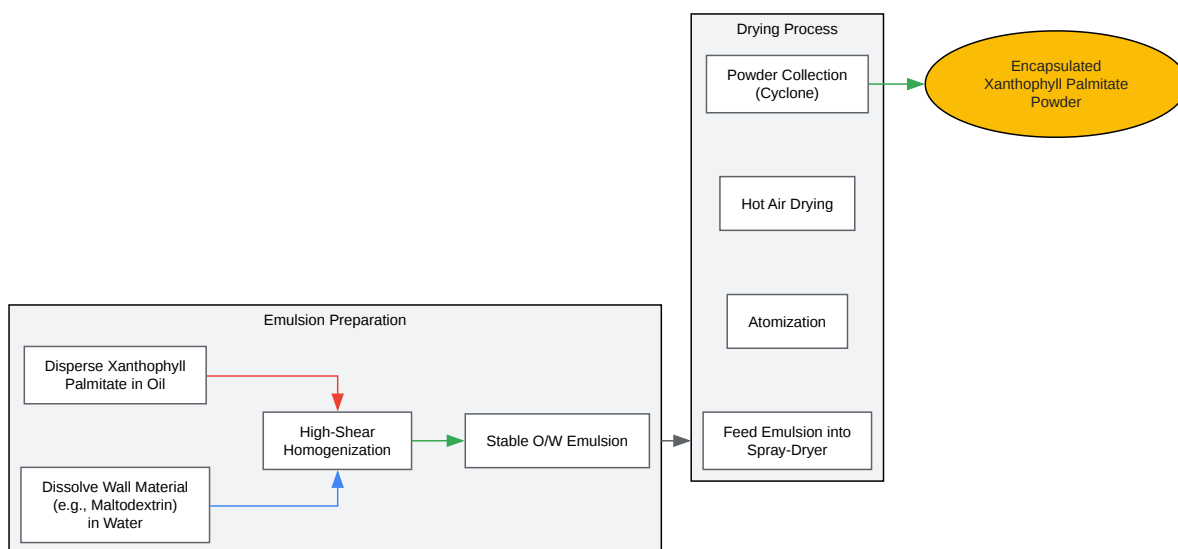 Drying Process
Powder Collection
(Cyclone)
Encapsulated
Xanthophyll Palmitate
Powder
Hot Air Drying
Atomization
Feed Emulsion into
Spray-Dryer
Emulsion Preparation
Disperse Xanthophyll
Palmitate in Oil
High-Shear
Homogenization
Stable O/W Emulsion
Dissolve Wall Material
(e.g., Maltodextrin)
in Water